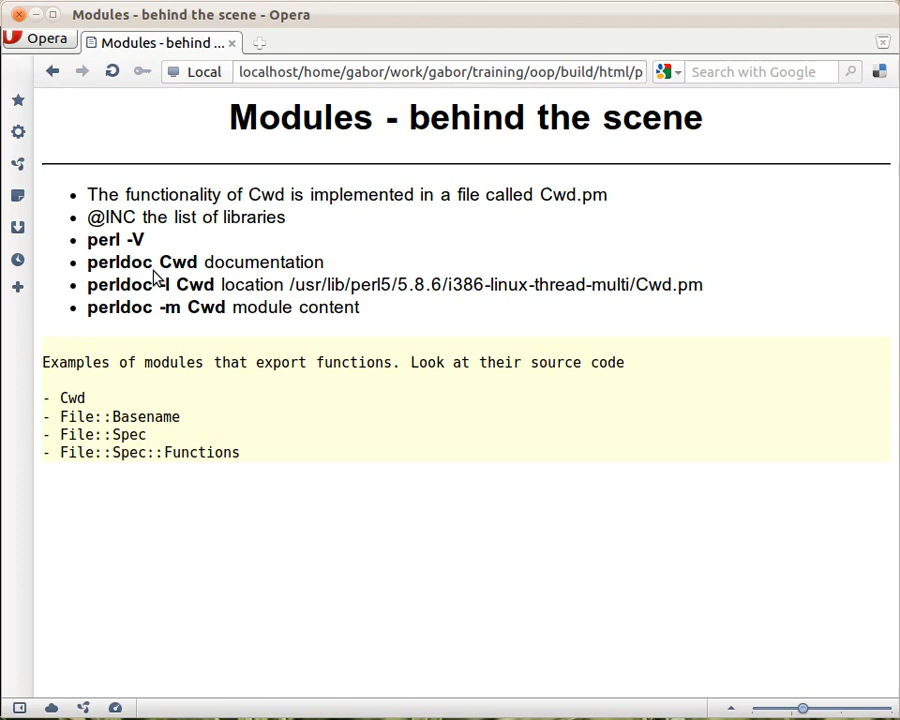 Modules - behind the scene - Opera
Opera
Modules - behind ...
Local
localhost/home/gabor/work/gabor/training/oop/build/html/p
Search with Google
Modules - behind the scene
• The functionality of Cwd is implemented in a file called Cwd.pm
• @INC the list of libraries
• perl -V
• perldoc Cwd documentation
• perldoc -l Cwd location /usr/lib/perl5/5.8.6/i386-linux-thread-multi/Cwd.pm
• perldoc -m Cwd module content
Examples of modules that export functions. Look at their source code
- Cwd
- File::Basename
- File::Spec
- File::Spec::Functions